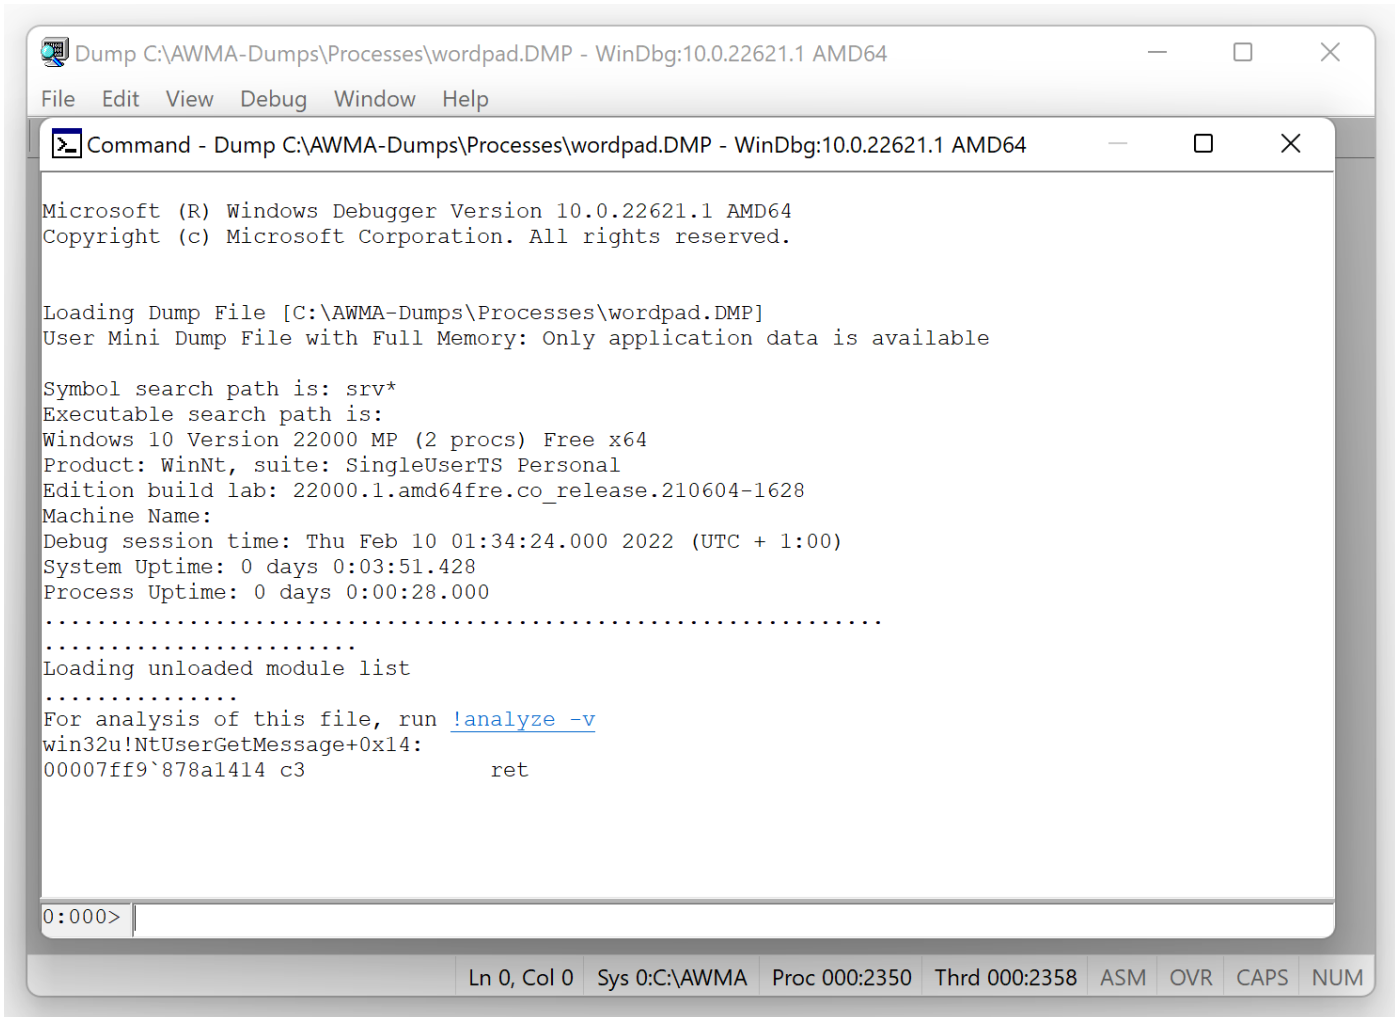 Dump C:\AWMA-Dumps\Processes\wordpad.DMP - WinDbg:10.0.22621.1 AMD64
File Edit View Debug Window Help
Command - Dump C:\AWMA-Dumps\Processes\wordpad.DMP - WinDbg:10.0.22621.1 AMD64
Microsoft (R) Windows Debugger Version 10.0.22621.1 AMD64
Copyright (c) Microsoft Corporation. All rights reserved.
Loading Dump File [C:\AWMA-Dumps\Processes\wordpad.DMP]
User Mini Dump File with Full Memory: Only application data is available
Symbol search path is: srv*
Executable search path is:
Windows 10 Version 22000 MP (2 procs) Free x64
Product: WinNt, suite: SingleUserTS Personal
Edition build lab: 22000.1.amd64fre.co_release.210604-1628
Machine Name:
Debug session time: Thu Feb 10 01:34:24.000 2022 (UTC + 1:00)
System Uptime: 0 days 0:03:51.428
Process Uptime: 0 days 0:00:28.000
................................................................
........................
Loading unloaded module list
...............
For analysis of this file, run !analyze -v
win32u!NtUserGetMessage+0x14:
00007ff9`878a1414 c3 ret
0:000>
Ln 0, Col 0 Sys 0:C:\AWMA Proc 000:2350 Thrd 000:2358 ASM OVR CAPS NUM